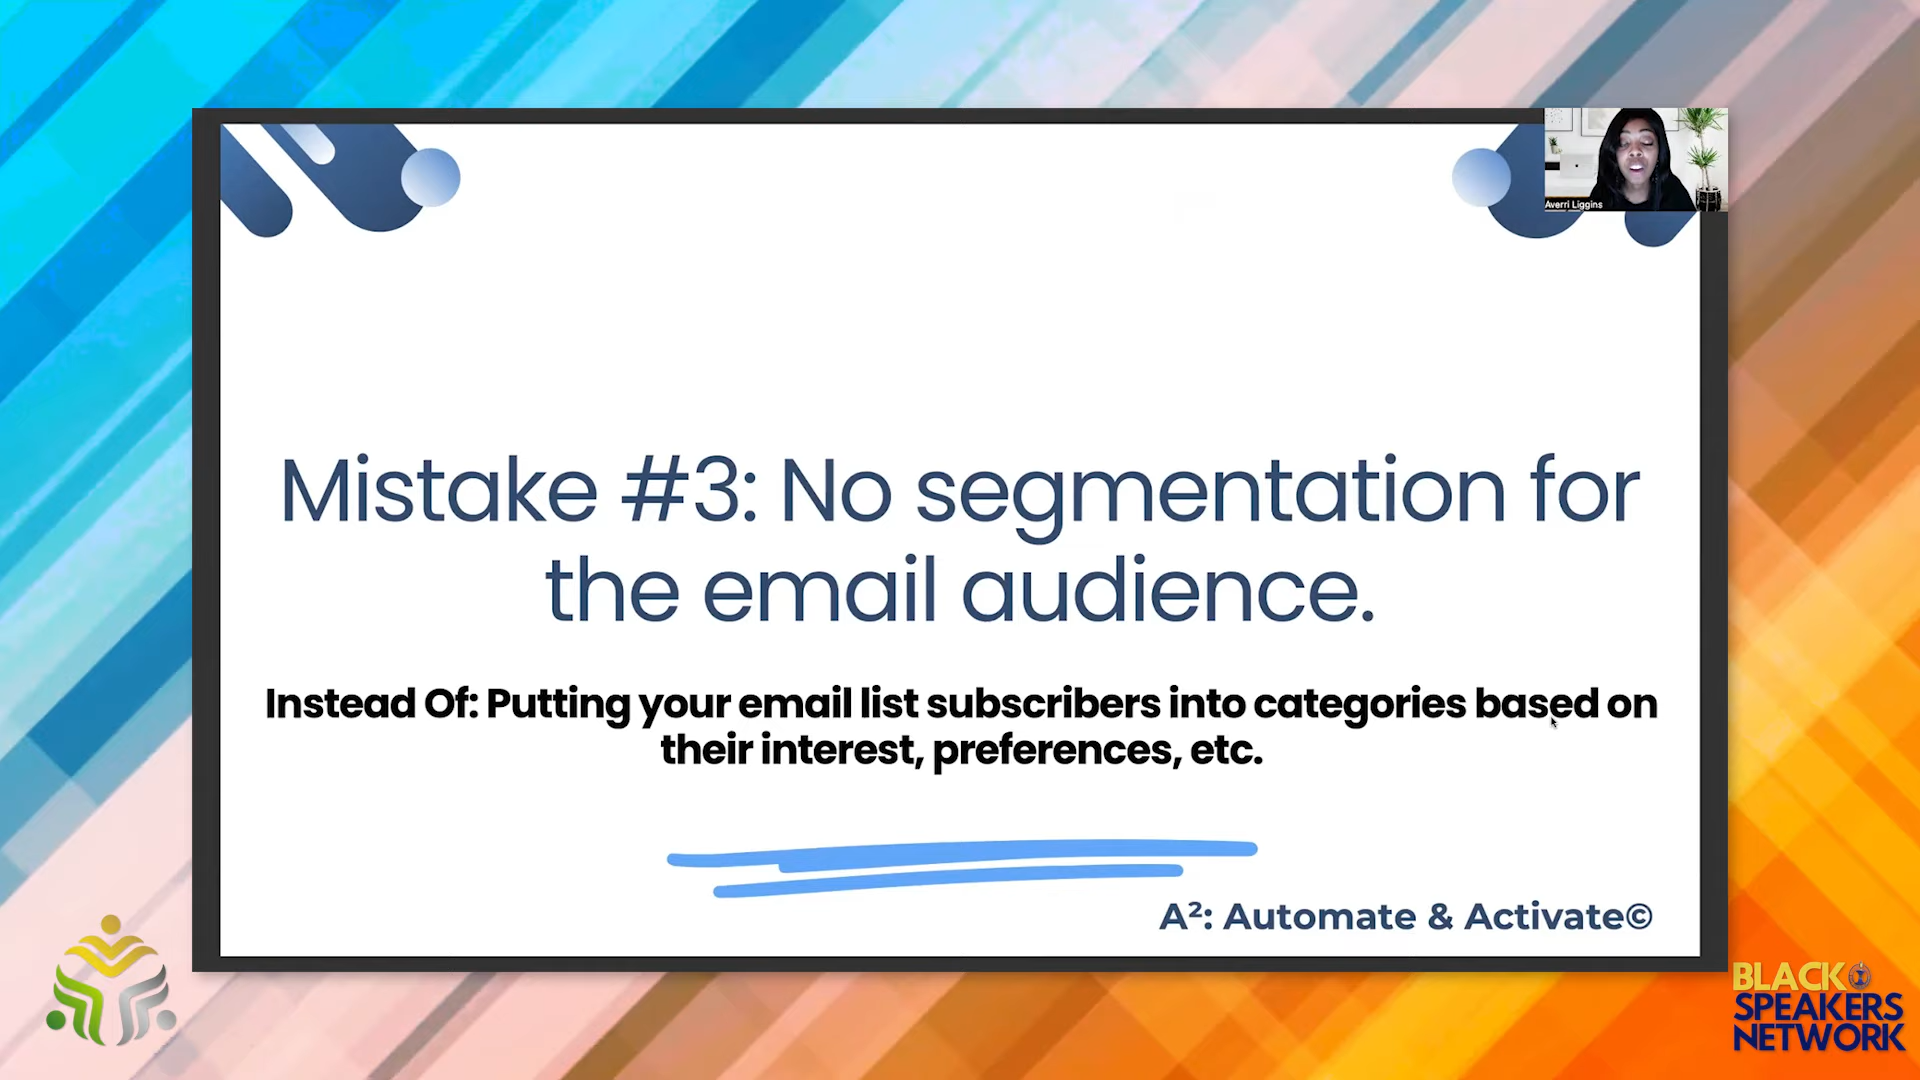 Averri Liggins
Mistake #3: No segmentation for
the email audience.
Instead Of: Putting your email list subscribers into categories based on
their interest, preferences, etc.
A²: Automate & Activate©
BLACK
SPEAKERS
NETWORK